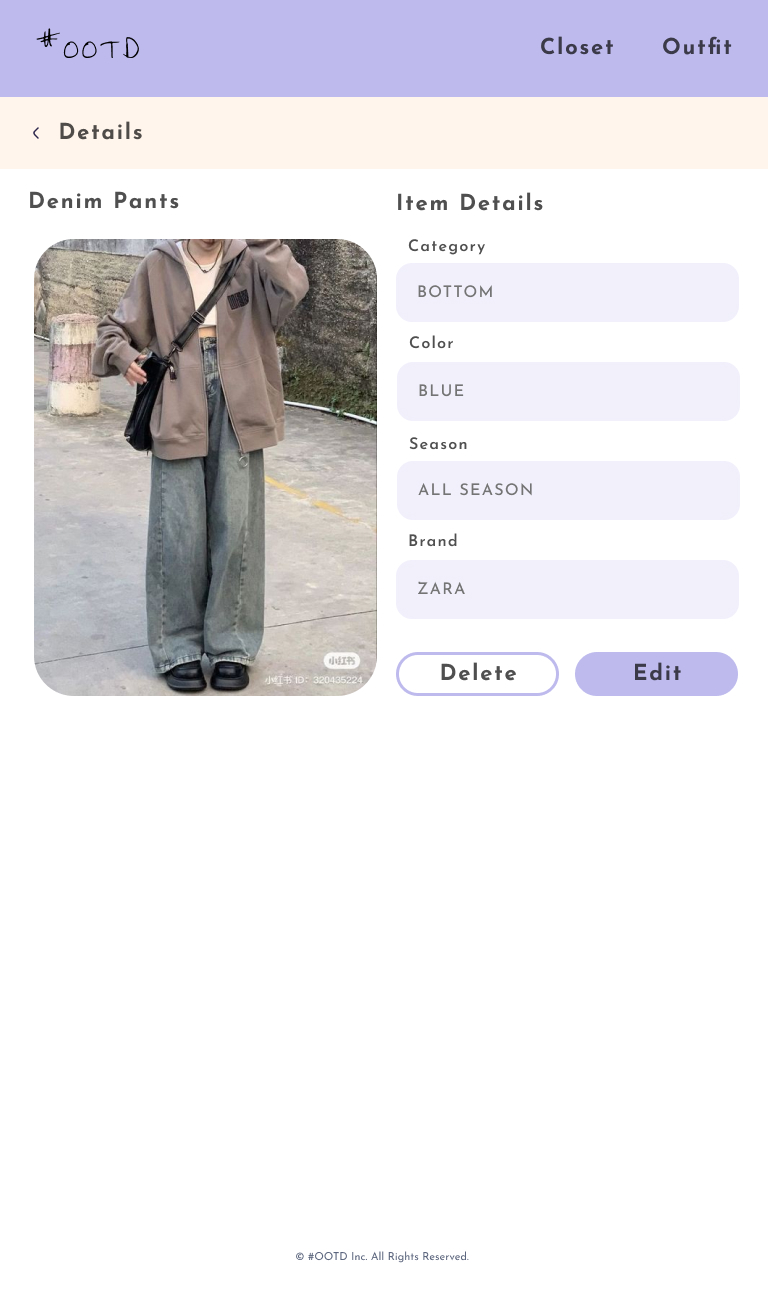 #OOTD
Closet
Outfit
Details
Denim Pants
Item Details
Category
BOTTOM
Color
BLUE
Season
ALL SEASON
Brand
ZARA
小红书
小红书 ID: 320435224
Delete
Edit
© #OOTD Inc. All Rights Reserved.